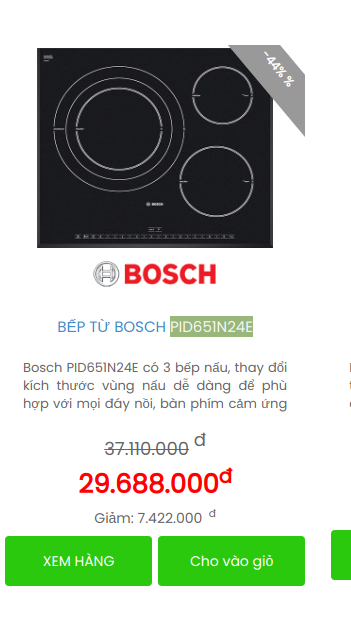 -44% %
BOSCH
BẾP TỪ BOSCH PID651N24E
Bosch PID651N24E có 3 bếp nấu, thay đổi
kích thước vùng nấu dễ dàng để phù
hợp với mọi đáy nồi, bàn phím cảm ứng
37.110.000 đ
29.688.000đ
Giảm: 7.422.000 đ
XEM HÀNG
Cho vào giỏ